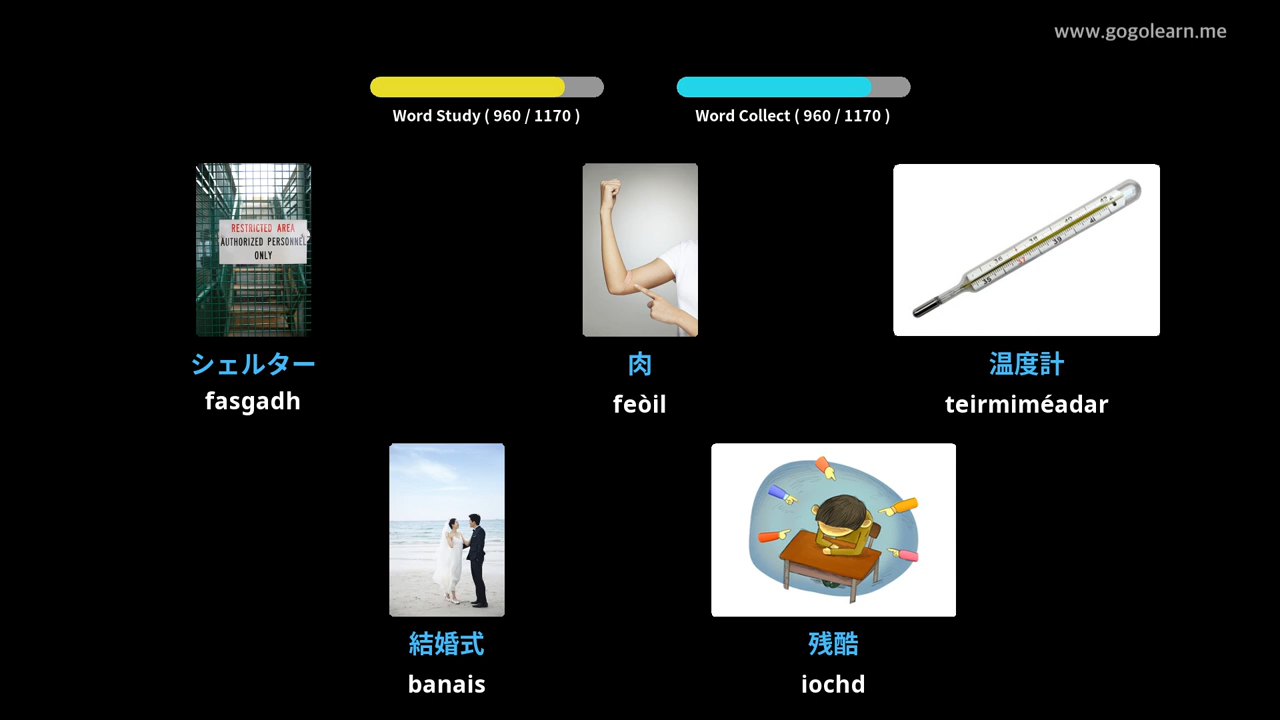 www.gogolearn.me
Word Study ( 960 / 1170 )
Word Collect ( 960 / 1170 )
RESTRICTED AREA
AUTHORIZED PERSONNEL
ONLY
シェルター
fasgadh
肉
feòil
温度計
teirmiméadar
結婚式
banais
残酷
iochd